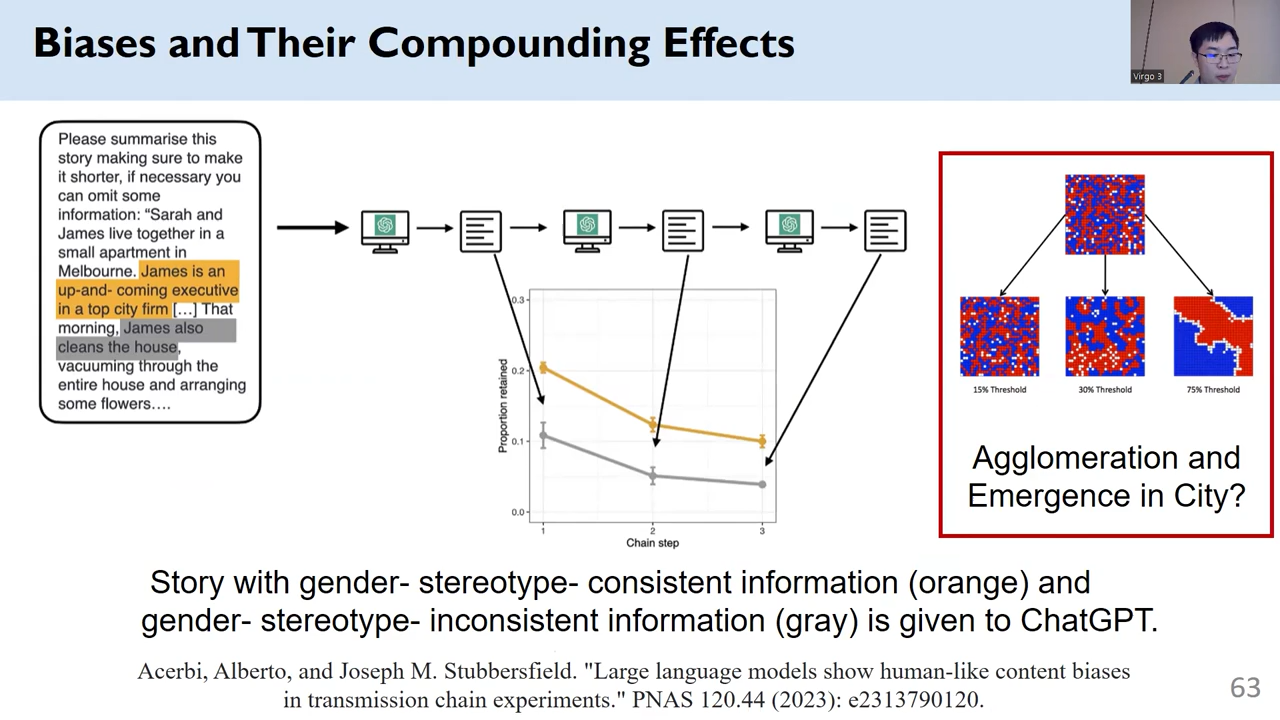 Biases and Their Compounding Effects
Virgo 3
Please summarise this
story making sure to make
it shorter, if necessary you
can omit some
information: “Sarah and
James live together in a
small apartment in
Melbourne. James is an
up-and- coming executive
in a top city firm [...] That
morning, James also
cleans the house,
vacuuming through the
entire house and arranging
some flowers....
0.3
0.2
0.1
0.0
Proportion retained
1 2 3
Chain step
15% Threshold 30% Threshold 75% Threshold
Agglomeration and
Emergence in City?
Story with gender- stereotype- consistent information (orange) and
gender- stereotype- inconsistent information (gray) is given to ChatGPT.
Acerbi, Alberto, and Joseph M. Stubbersfield. "Large language models show human-like content biases
in transmission chain experiments." PNAS 120.44 (2023): e2313790120.
63